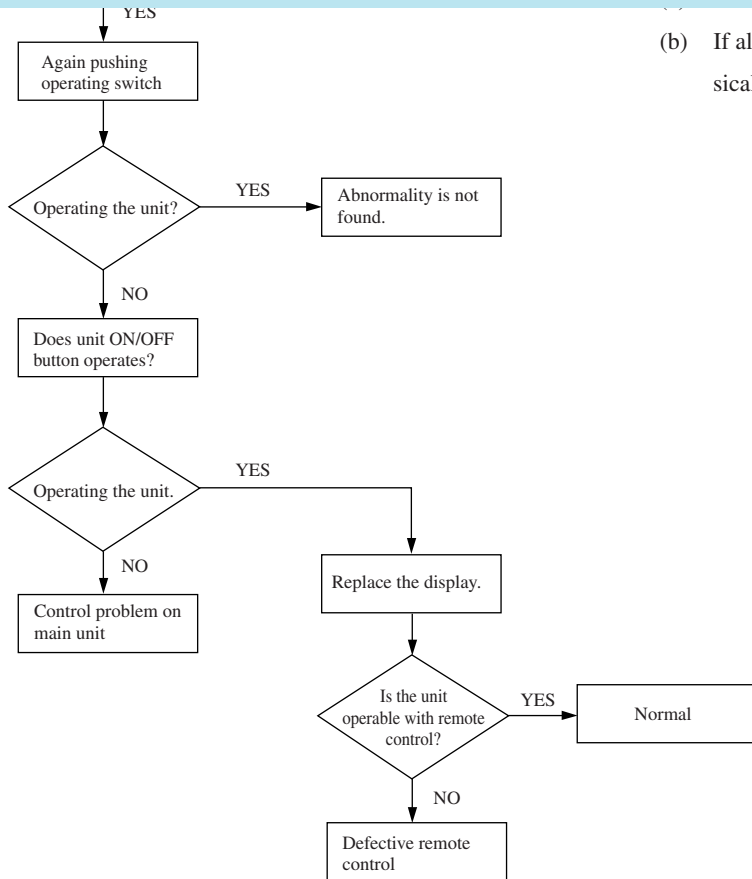 YES
(b) If al
sical
Again pushing
operating switch
Operating the unit?
YES
Abnormality is not
found.
NO
Does unit ON/OFF
button operates?
Operating the unit.
YES
NO
Control problem on
main unit
Replace the display.
Is the unit
operable with remote
control?
YES
Normal
NO
Defective remote
control